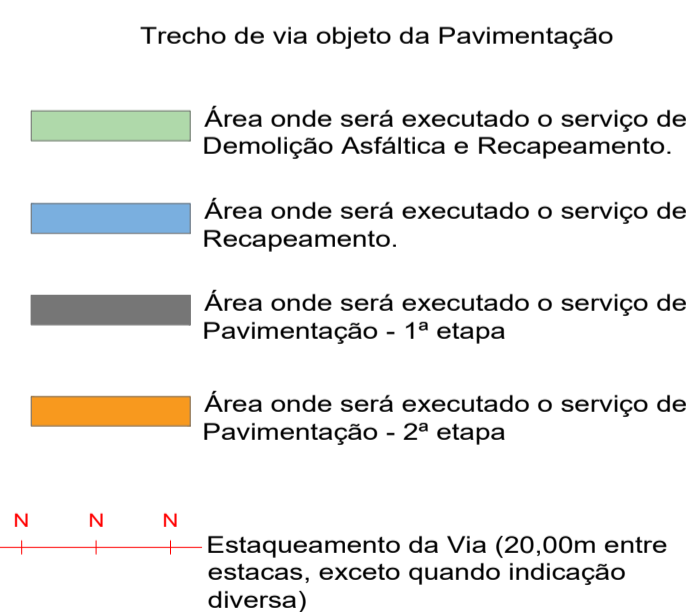 Trecho de via objeto da Pavimentação
Área onde será executado o serviço de
Demolição Asfáltica e Recapeamento.
Área onde será executado o serviço de
Recapeamento.
Área onde será executado o serviço de
Pavimentação - 1ª etapa
Área onde será executado o serviço de
Pavimentação - 2ª etapa
N N N
Estaqueamento da Via (20,00m entre
estacas, exceto quando indicação
diversa)